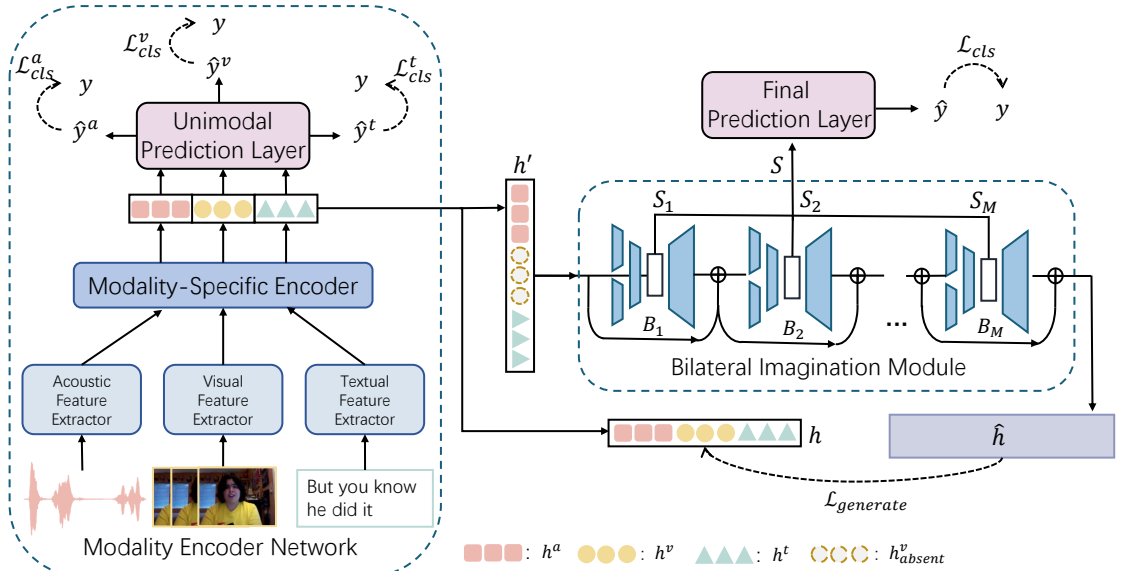 y
ℒ^v_cls
ŷ^v
ℒ^a_cls
y
ŷ^a
y
ℒ^t_cls
ŷ^t
Unimodal
Prediction Layer
Modality-Specific Encoder
Acoustic
Feature
Extractor
Visual
Feature
Extractor
Textual
Feature
Extractor
But you know
he did it
Modality Encoder Network
h′
Final
Prediction Layer
ℒ_cls
ŷ
y
S
S_1
S_2
S_M
B_1
B_2
...
B_M
Bilateral Imagination Module
h
ĥ
ℒ_generate
: h^a
: h^v
: h^t
: h^v_absent